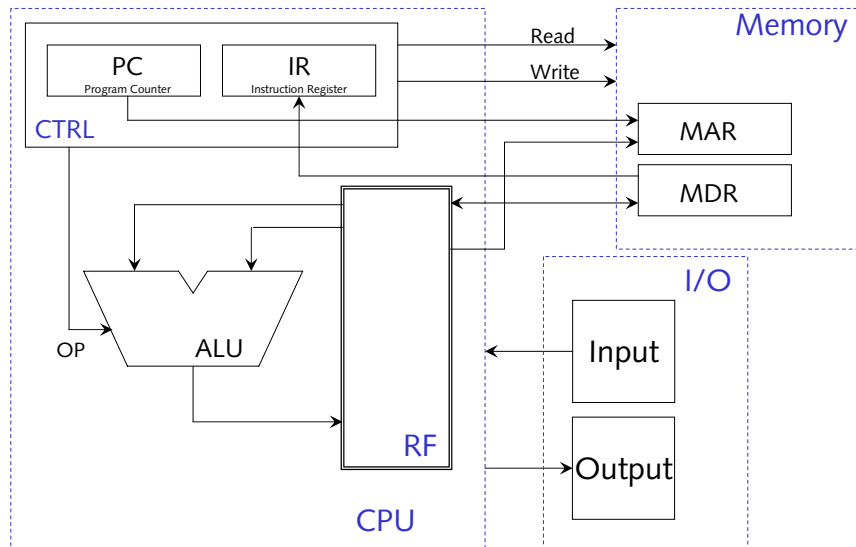 Read
Memory
PC
Program Counter
IR
Instruction Register
Write
CTRL
MAR
MDR
I/O
OP
ALU
Input
RF
Output
CPU